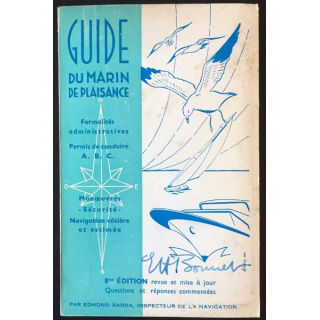 GUIDE
DU MARIN
DE PLAISANCE
Formalités
administratives
Permis de conduire
A. B. C.
Manœuvres
- Sécurité -
Navigation côtière
et estimée
8me ÉDITION revue et mise à jour
Questions et réponses commentées
PAR EDMOND GARDA, INSPECTEUR DE LA NAVIGATION